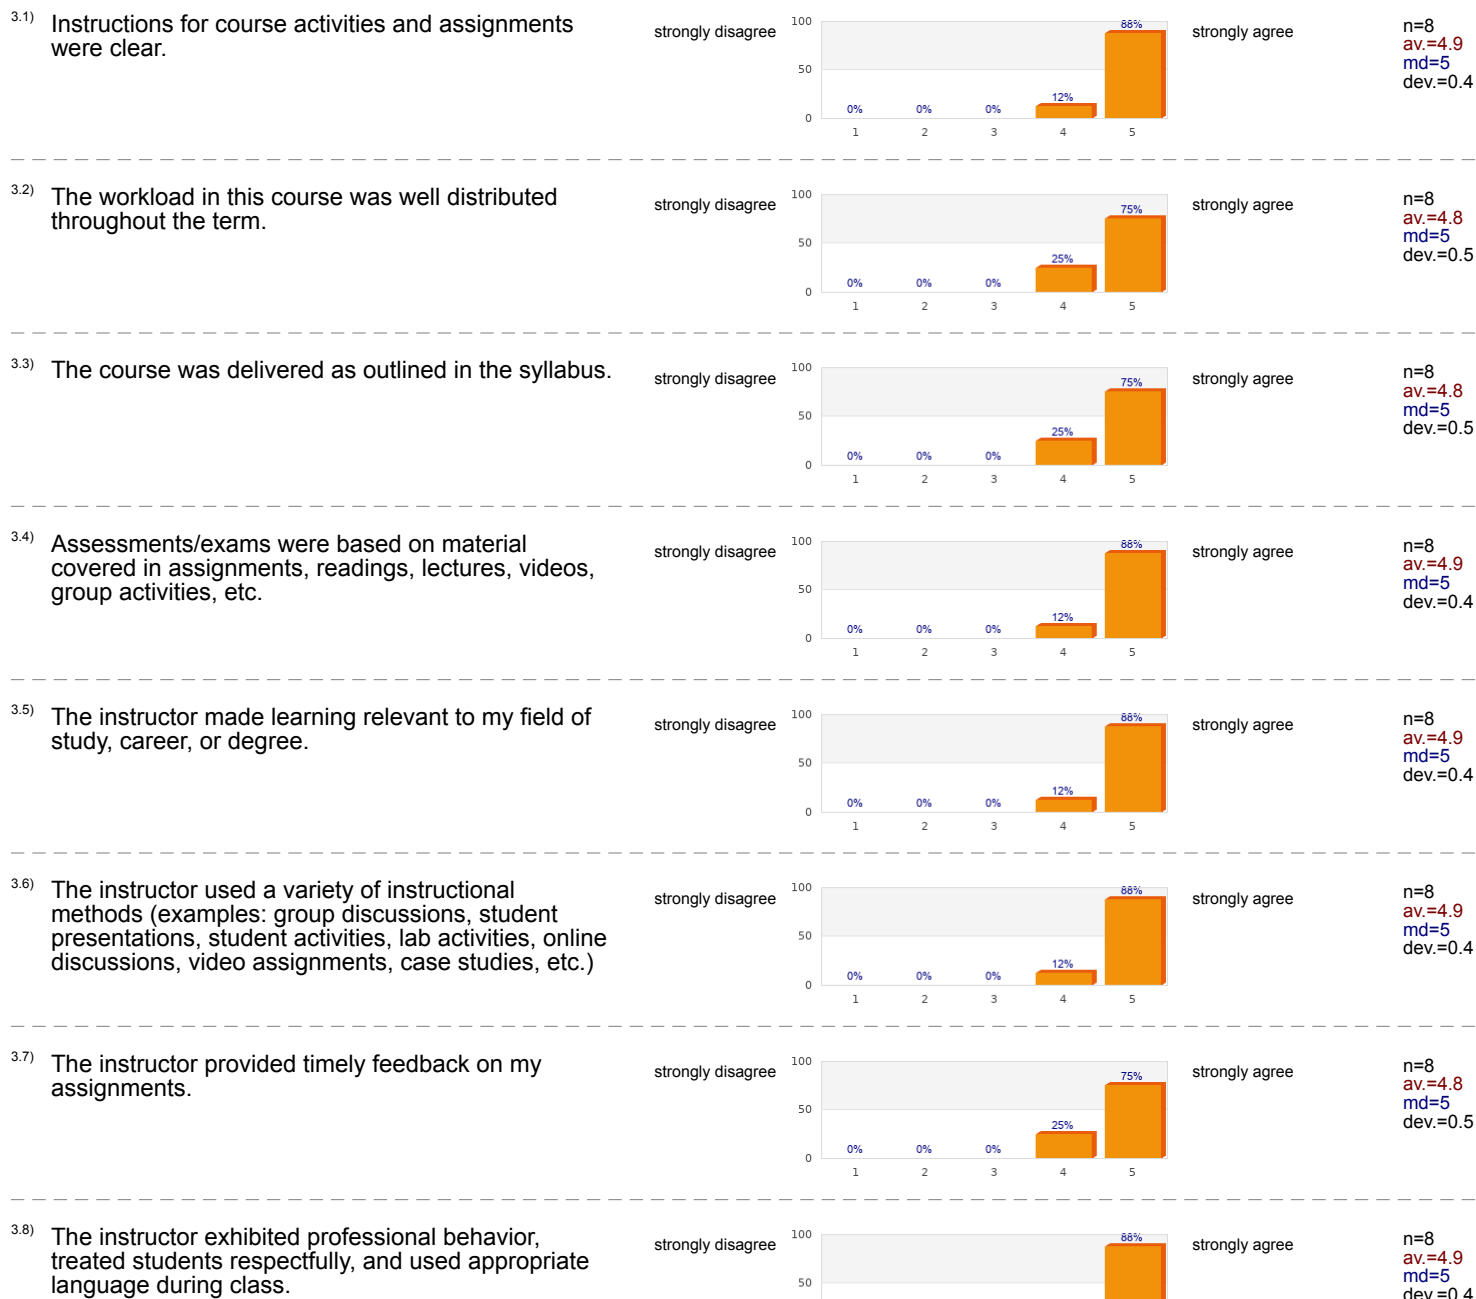 3.1) Instructions for course activities and assignments
were clear.
strongly disagree
100
50
0
0%
0%
0%
12%
88%
1 2 3 4 5
strongly agree
n=8
av.=4.9
md=5
dev.=0.4
3.2) The workload in this course was well distributed
throughout the term.
strongly disagree
100
50
0
0%
0%
0%
25%
75%
1 2 3 4 5
strongly agree
n=8
av.=4.8
md=5
dev.=0.5
3.3) The course was delivered as outlined in the syllabus.
strongly disagree
100
50
0
0%
0%
0%
25%
75%
1 2 3 4 5
strongly agree
n=8
av.=4.8
md=5
dev.=0.5
3.4) Assessments/exams were based on material
covered in assignments, readings, lectures, videos,
group activities, etc.
strongly disagree
100
50
0
0%
0%
0%
12%
88%
1 2 3 4 5
strongly agree
n=8
av.=4.9
md=5
dev.=0.4
3.5) The instructor made learning relevant to my field of
study, career, or degree.
strongly disagree
100
50
0
0%
0%
0%
12%
88%
1 2 3 4 5
strongly agree
n=8
av.=4.9
md=5
dev.=0.4
3.6) The instructor used a variety of instructional
methods (examples: group discussions, student
presentations, student activities, lab activities, online
discussions, video assignments, case studies, etc.)
strongly disagree
100
50
0
0%
0%
0%
12%
88%
1 2 3 4 5
strongly agree
n=8
av.=4.9
md=5
dev.=0.4
3.7) The instructor provided timely feedback on my
assignments.
strongly disagree
100
50
0
0%
0%
0%
25%
75%
1 2 3 4 5
strongly agree
n=8
av.=4.8
md=5
dev.=0.5
3.8) The instructor exhibited professional behavior,
treated students respectfully, and used appropriate
language during class.
strongly disagree
100
50
88%
strongly agree
n=8
av.=4.9
md=5
dev.=0.4